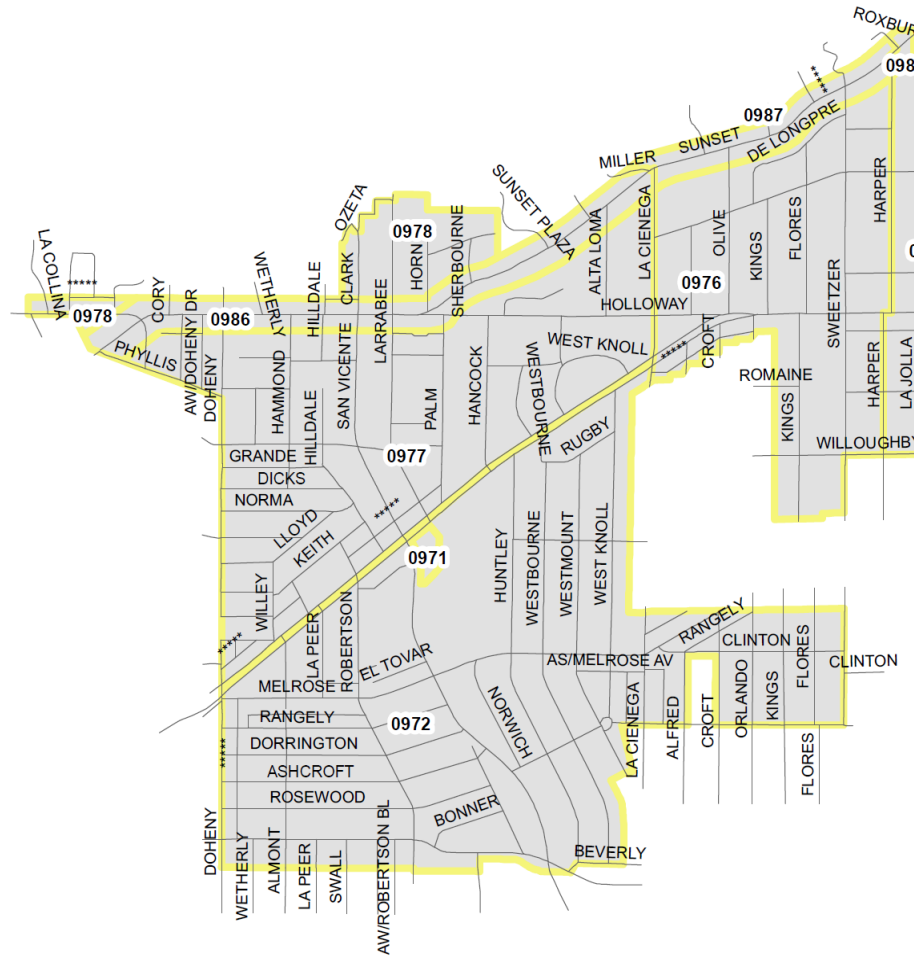 ROXBUR
098
*****
0987
SUNSET
DE LONGPRE
MILLER
SUNSET PLAZA
OZETA
0978
HORN
SHERBOURNE
ALTA LOMA
LA CIENEGA
OLIVE
KINGS
FLORES
HARPER
0
LA COLLINA
*****
0978
CORY
AW/DOHENY DR
0986
WETHERLY
HILLDALE
CLARK
LARRABEE
0976
HOLLOWAY
SWEETZER
PHYLLIS
DOHENY
HAMMOND
HILLDALE
SAN VICENTE
PALM
HANCOCK
WESTBOURNE
WEST KNOLL
*****
CROFT
ROMAINE
KINGS
HARPER
LA JOLLA
WILLOUGHBY
RUGBY
GRANDE
0977
DICKS
NORMA
LLOYD
KEITH
*****
0971
HUNTLEY
WESTBOURNE
WESTMOUNT
WEST KNOLL
WILLEY
*****
LA PEER
ROBERTSON
EL TOVAR
MELROSE
AS/MELROSE AV
RANGELY
CLINTON
FLORES
CLINTON
RANGELY
0972
NORWICH
LA CIENEGA
ALFRED
CROFT
ORLANDO
KINGS
FLORES
*****
DORRINGTON
ASHCROFT
ROSEWOOD
BONNER
BEVERLY
DOHENY
WETHERLY
ALMONT
LA PEER
SWALL
AW/ROBERTSON BL